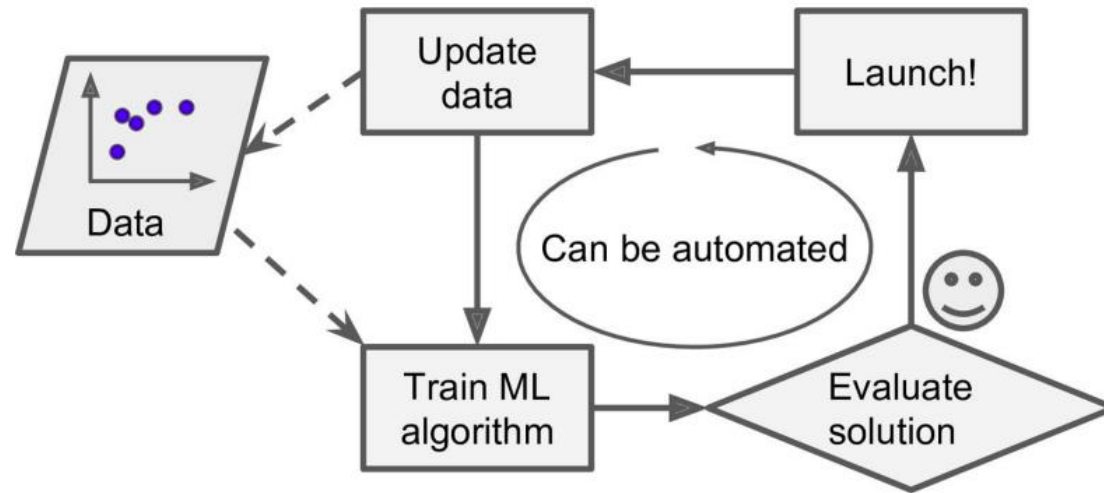 Update
data
Launch!
Data
Can be automated
Train ML
algorithm
Evaluate
solution